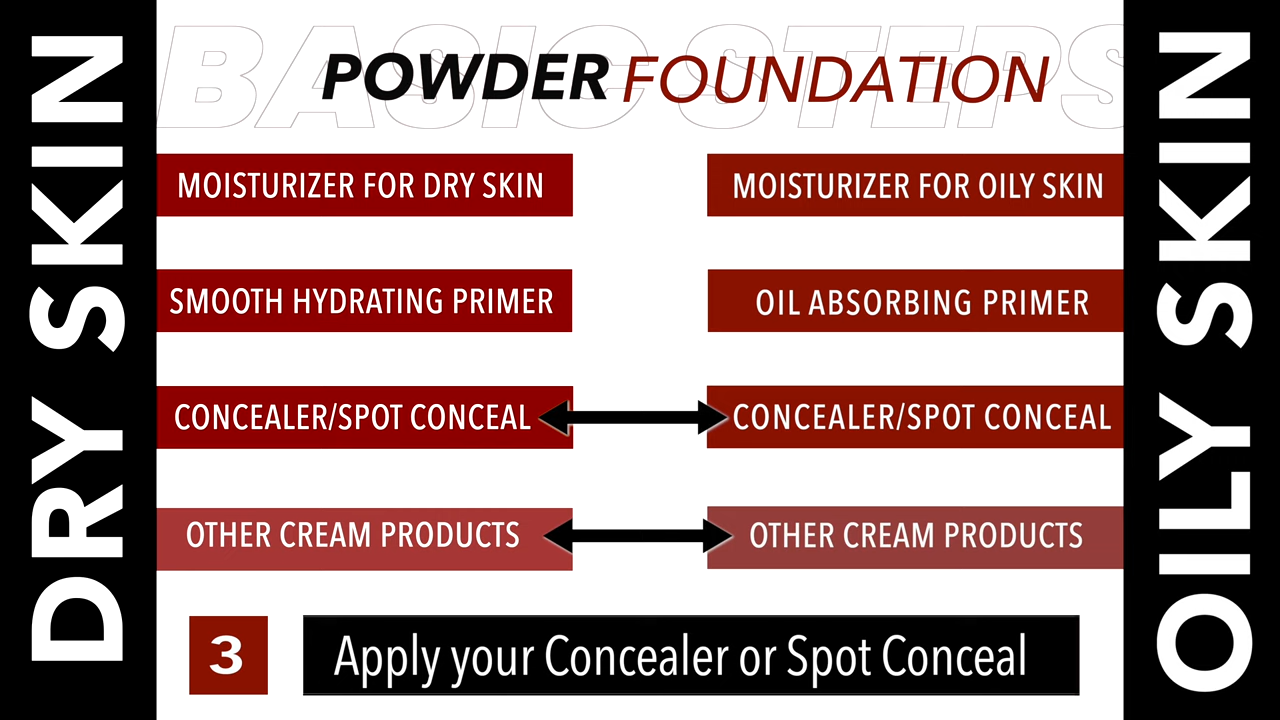 BASIC STEPS
POWDER FOUNDATION
DRY SKIN
OILY SKIN
MOISTURIZER FOR DRY SKIN
MOISTURIZER FOR OILY SKIN
SMOOTH HYDRATING PRIMER
OIL ABSORBING PRIMER
CONCEALER/SPOT CONCEAL
CONCEALER/SPOT CONCEAL
OTHER CREAM PRODUCTS
OTHER CREAM PRODUCTS
3
Apply your Concealer or Spot Conceal